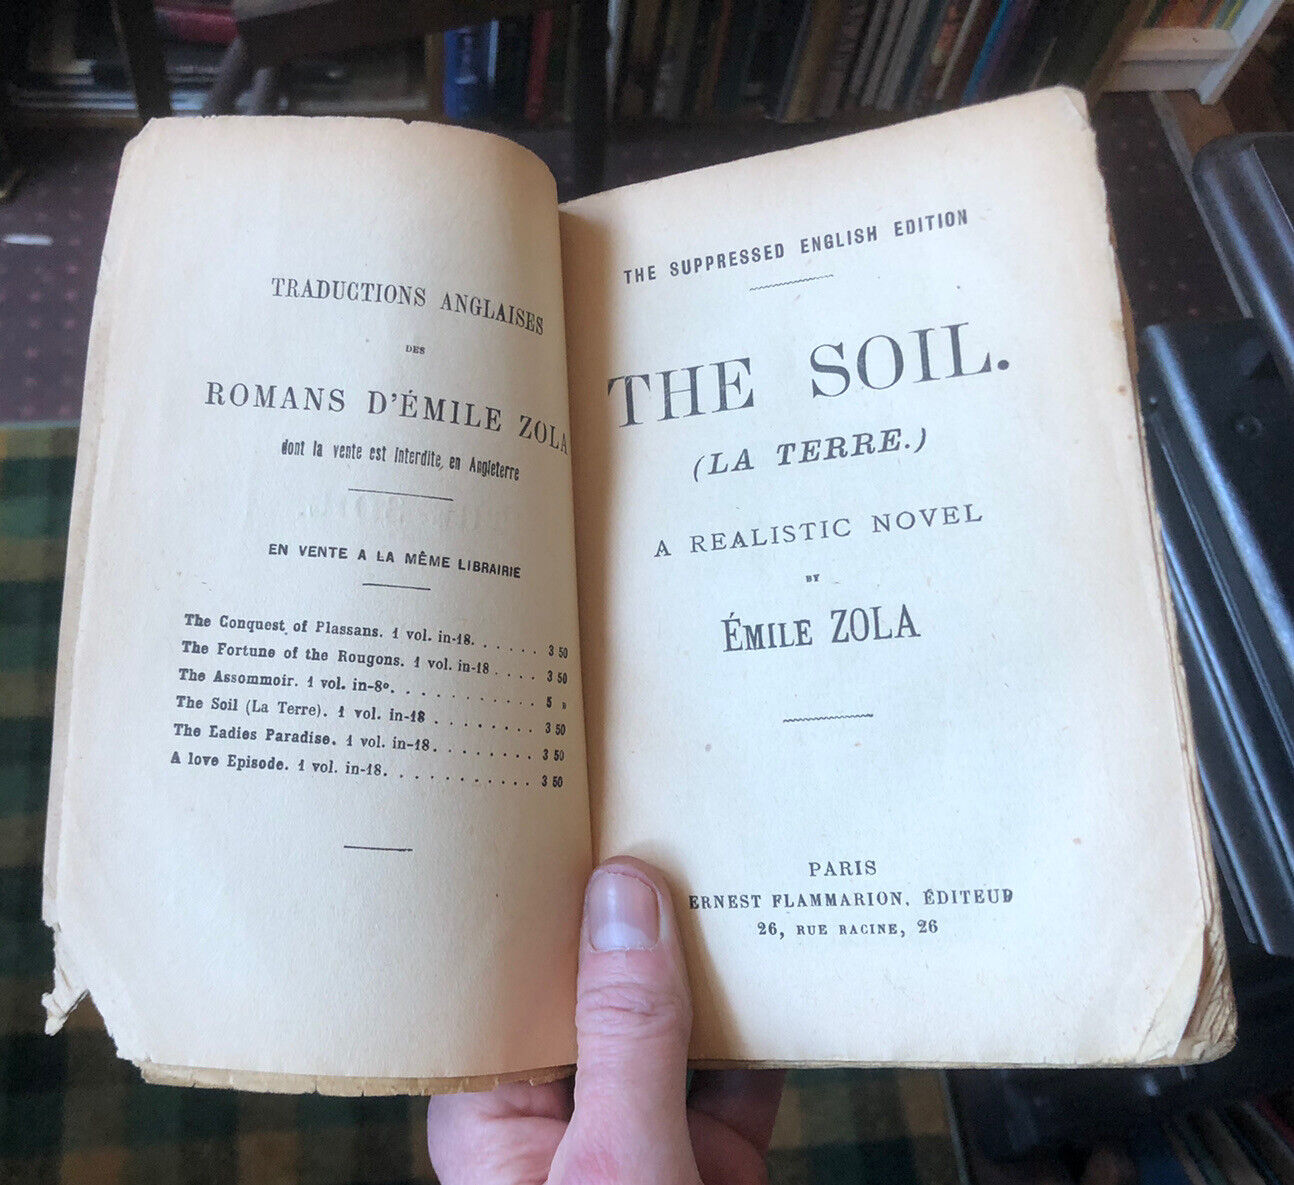 TRADUCTIONS ANGLAISES
DES
ROMANS D'ÉMILE ZOLA
dont la vente est interdite, en Angleterre
EN VENTE A LA MÊME LIBRAIRIE
The Conquest of Plassans. 1 vol. in-18. . . . . . 3 50
The Fortune of the Rougons. 1 vol. in-18 . . . . 3 50
The Assommoir. 1 vol. in-8º. . . . . . . . . . . 5 »
The Soil (La Terre). 1 vol. in-18 . . . . . . . . 3 50
The Eadies Paradise. 1 vol. in-18. . . . . . . . 3 50
A love Episode. 1 vol. in-18. . . . . . . . . . . 3 50
THE SUPPRESSED ENGLISH EDITION
THE SOIL.
(LA TERRE.)
A REALISTIC NOVEL
BY
ÉMILE ZOLA
PARIS
ERNEST FLAMMARION, ÉDITEUR
26, RUE RACINE, 26